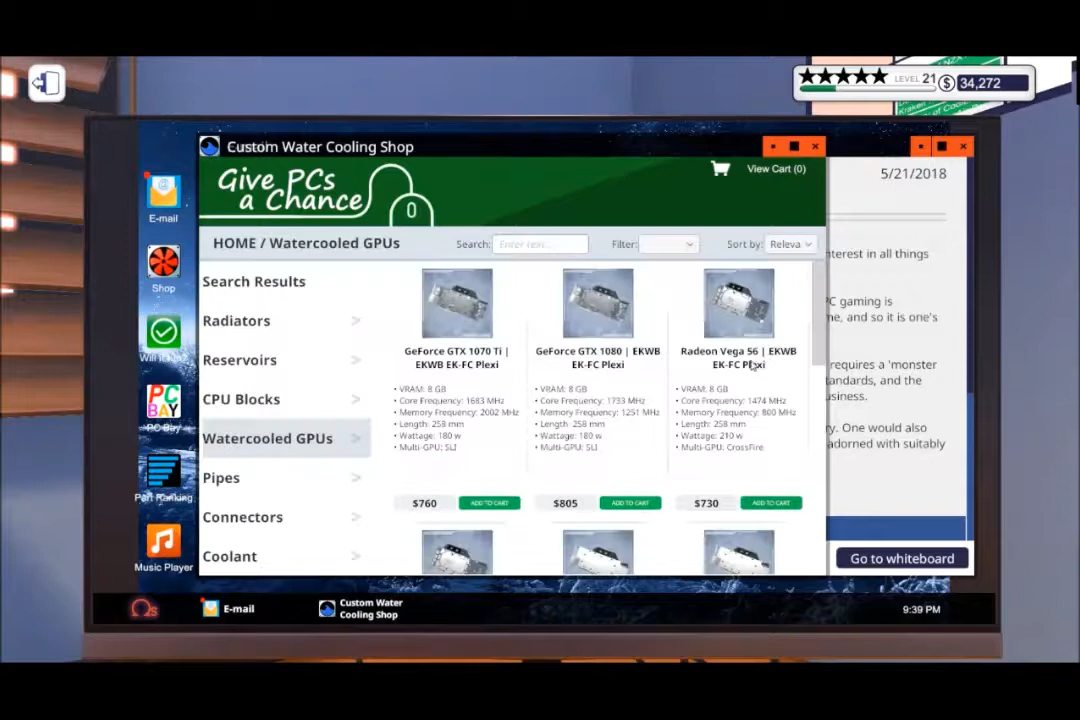 LEVEL 21 $ 34,272
Custom Water Cooling Shop
Give PCs
a Chance
View Cart (0)
5/21/2018
HOME / Watercooled GPUs
Search: Enter text...
Filter:
Sort by: Releva
Search Results
Radiators >
Reservoirs >
CPU Blocks >
Watercooled GPUs >
Pipes >
Connectors >
Coolant >
GeForce GTX 1070 Ti |
EKWB EK-FC Plexi
• VRAM: 8 GB
• Core Frequency: 1683 MHz
• Memory Frequency: 2002 MHz
• Length: 258 mm
• Wattage: 180 w
• Multi-GPU: SLI
$760 ADD TO CART
GeForce GTX 1080 | EKWB
EK-FC Plexi
• VRAM: 8 GB
• Core Frequency: 1733 MHz
• Memory Frequency: 1251 MHz
• Length: 258 mm
• Wattage: 180 w
• Multi-GPU: SLI
$805 ADD TO CART
Radeon Vega 56 | EKWB
EK-FC Plexi
• VRAM: 8 GB
• Core Frequency: 1474 MHz
• Memory Frequency: 800 MHz
• Length: 258 mm
• Wattage: 210 w
• Multi-GPU: CrossFire
$730 ADD TO CART
nterest in all things
PC gaming is
me, and so it is one's
requires a 'monster
tandards, and the
usiness.
ry. One would also
adorned with suitably
Go to whiteboard
E-mail
Shop
PC
BAY
PC Bay
Part Ranking
Music Player
Ωs
E-mail
Custom Water
Cooling Shop
9:39 PM